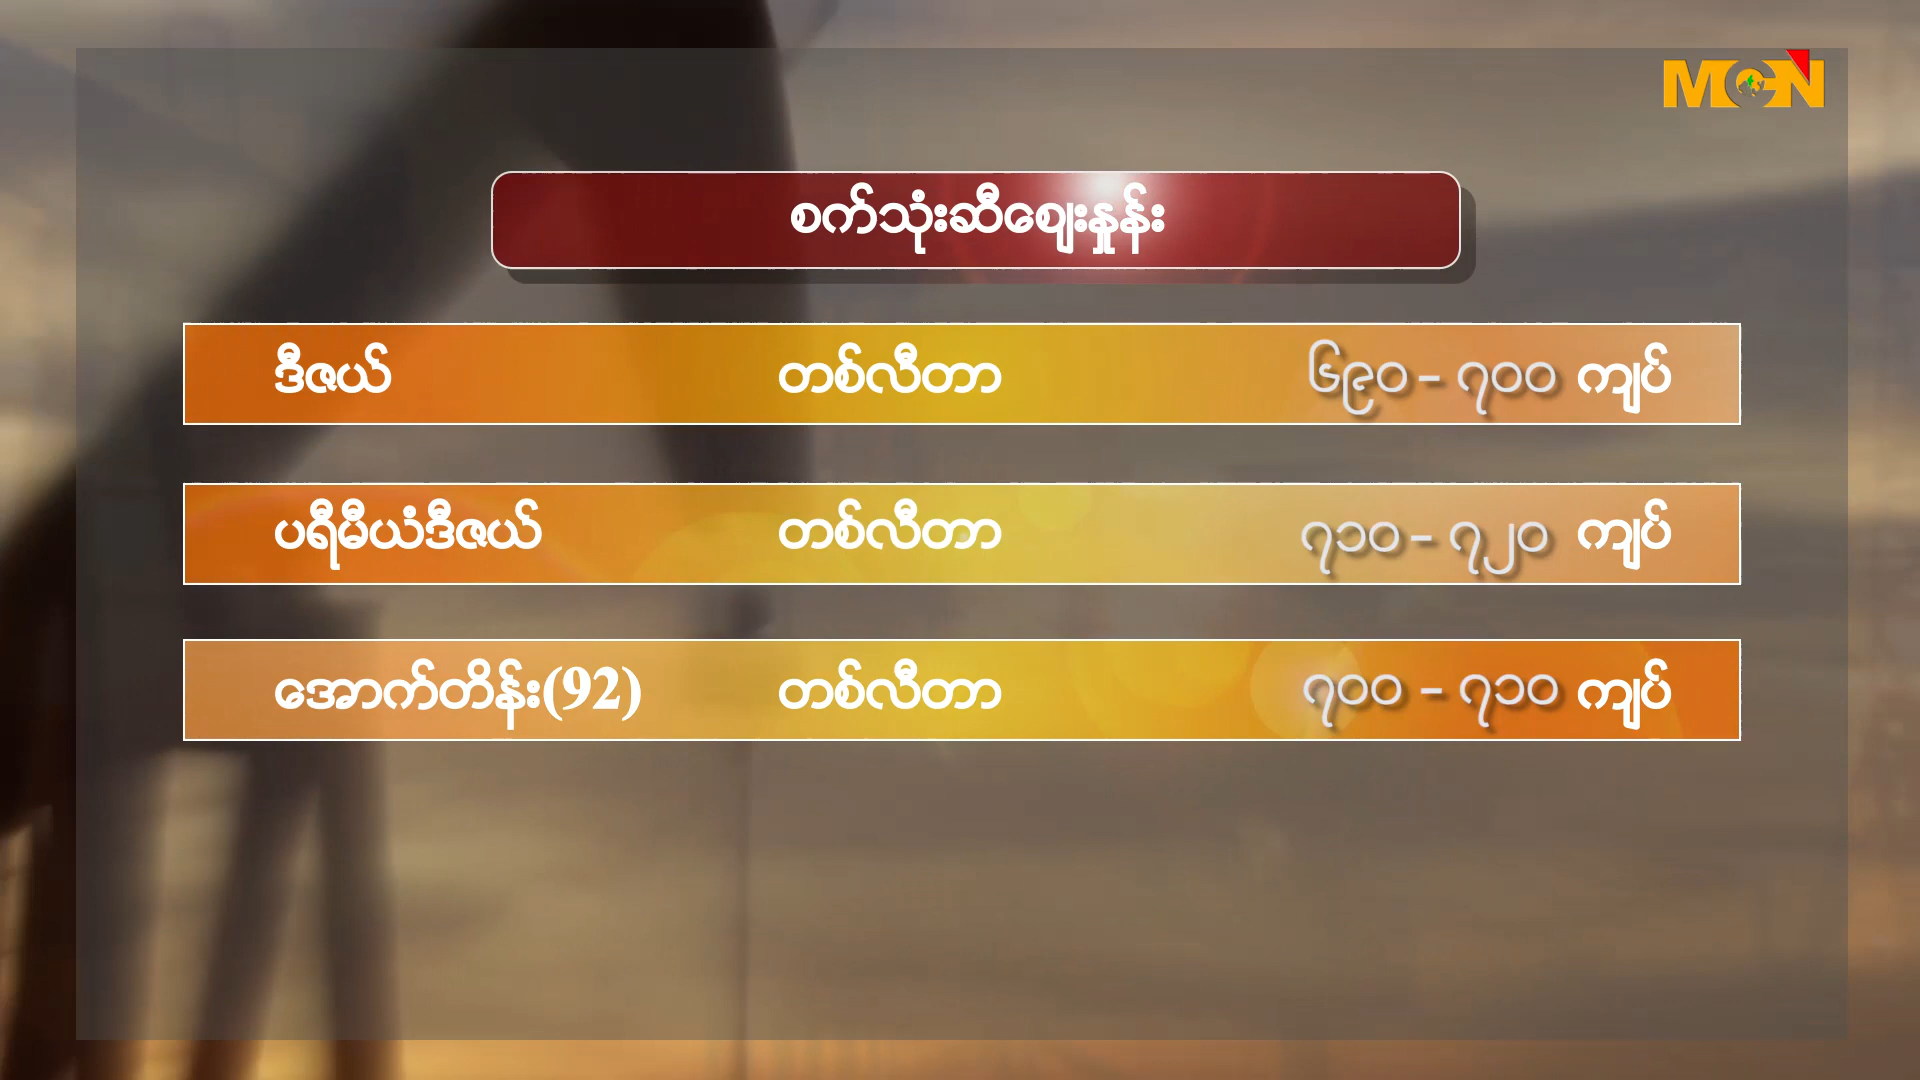 MCN
စက်သုံးဆီဈေးနှုန်း
ဒီဇယ် တစ်လီတာ ၆၉၀ - ၇၀၀ ကျပ်
ပရီမီယံဒီဇယ် တစ်လီတာ ၇၁၀ - ၇၂၀ ကျပ်
အောက်တိန်း(92) တစ်လီတာ ၇၀၀ - ၇၁၀ ကျပ်